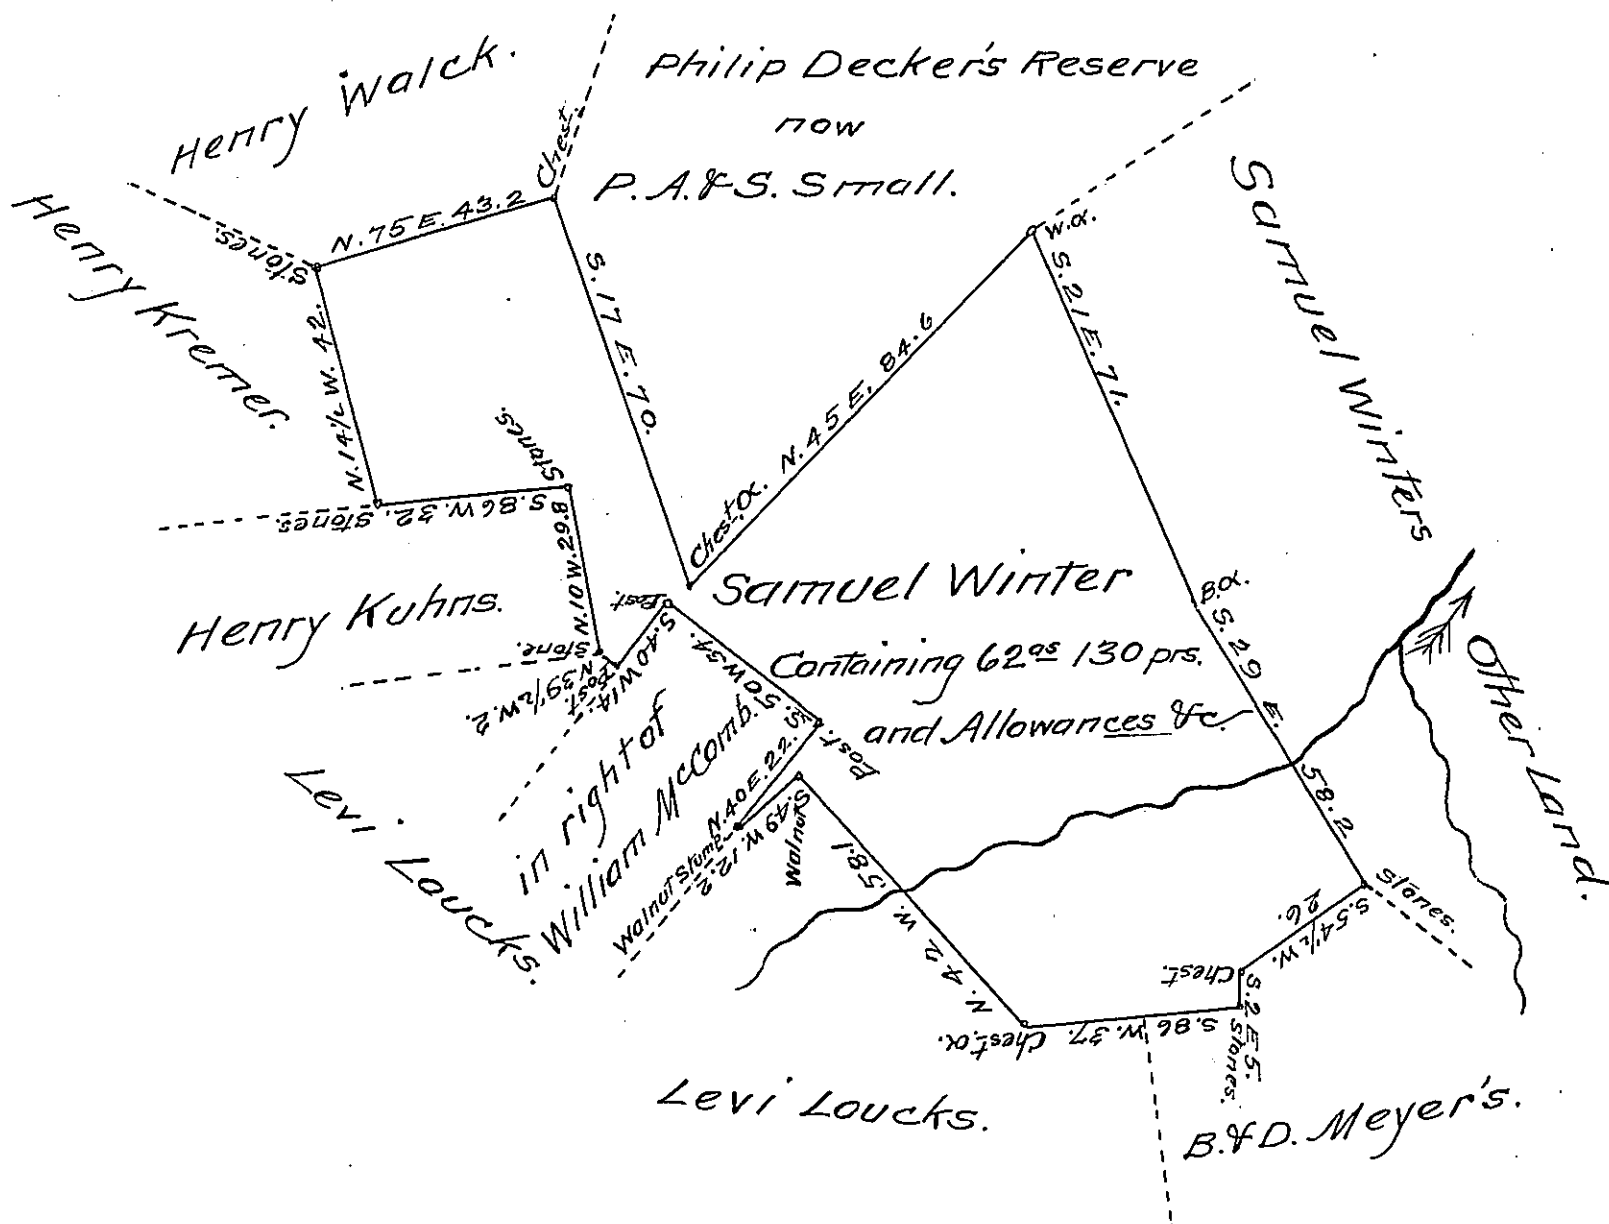 Henry Walck.
Philip Decker's Reserve
now
P. A. & S. Small.
Henry Kremer.
Samuel Winters
Other Land.
Stones.
N. 75 E. 43.2
Chest.
S. 17 E. 70.
Chest.o.
N. 45 E. 84.6
W.o.
S. 21 E. 71.
B.o.
S. 29 E. 58.2
Stones.
S. 54½ W. 26.
Chest.
S. 2 E 5.
Stones.
S. 86 W. 37.
Chest.o.
N. 42 W. 58.1
Walnut
S. 49 W. 12.2
Walnut Stump
N. 40 E. 22.
Post.
S. 50 W 34.
Post.
S. 40 W 14.
Post.
N. 39½ W. 2.
Stone.
N. 10 W. 29.8
Stones.
S. 86 W. 32.
Stones.
N. 14½ W. 42.
Henry Kuhns.
Samuel Winter
Containing 62as 130 prs.
and Allowances &c.
in right of
William McComb.
Levi Loucks.
Levi Loucks.
B. & D. Meyer's.